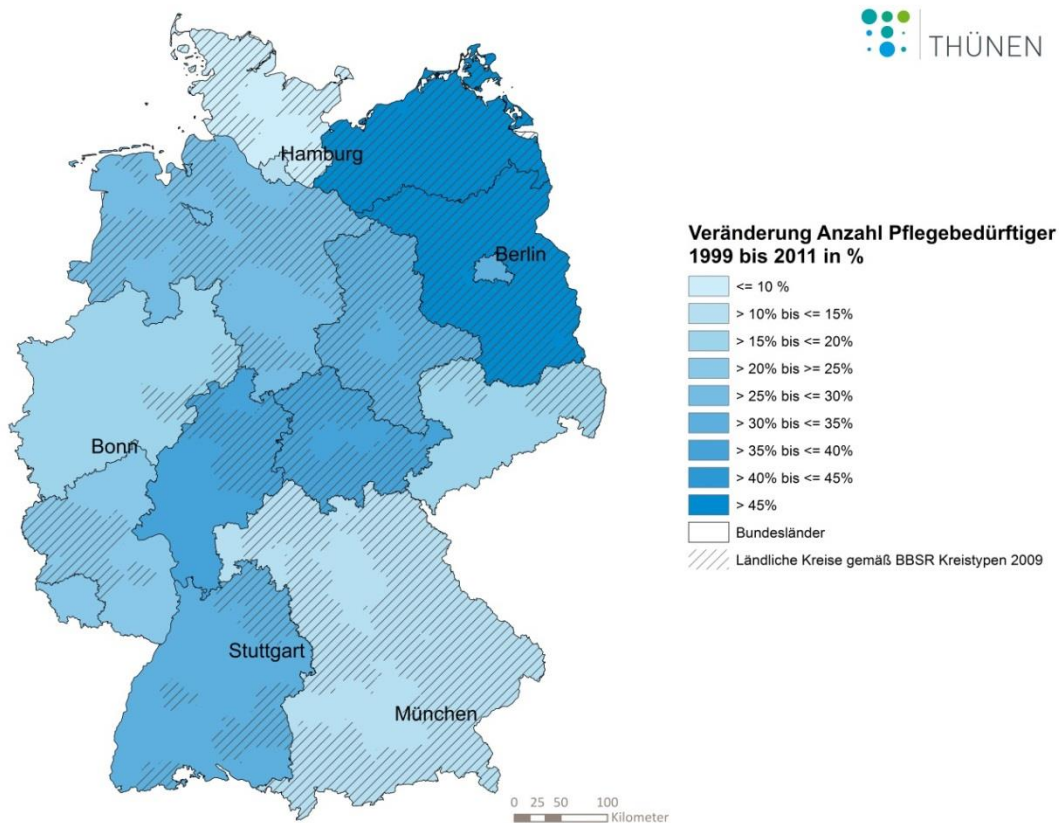 THÜNEN
Hamburg
Berlin
Bonn
Stuttgart
München
Veränderung Anzahl Pflegebedürftiger
1999 bis 2011 in %
<= 10 %
> 10% bis <= 15%
> 15% bis <= 20%
> 20% bis >= 25%
> 25% bis <= 30%
> 30% bis <= 35%
> 35% bis <= 40%
> 40% bis <= 45%
> 45%
Bundesländer
Ländliche Kreise gemäß BBSR Kreistypen 2009
0 25 50 100
Kilometer